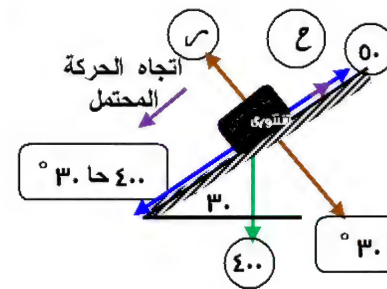 ٥٠
ع
س
اتجاه الحركة
المحتمل
٤٠٠ حا ٣٠ °
٣٠
٤٠٠
٣٠ °